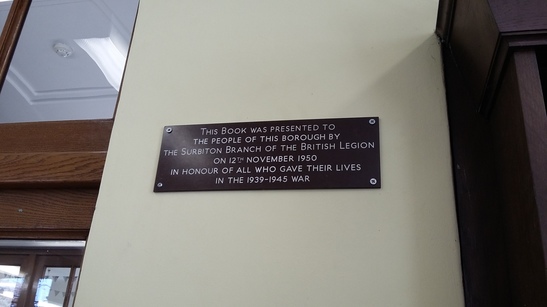 This Book was presented to
the people of this borough by
the Surbiton Branch of the British Legion
on 12th November 1950
in honour of all who gave their lives
in the 1939-1945 war